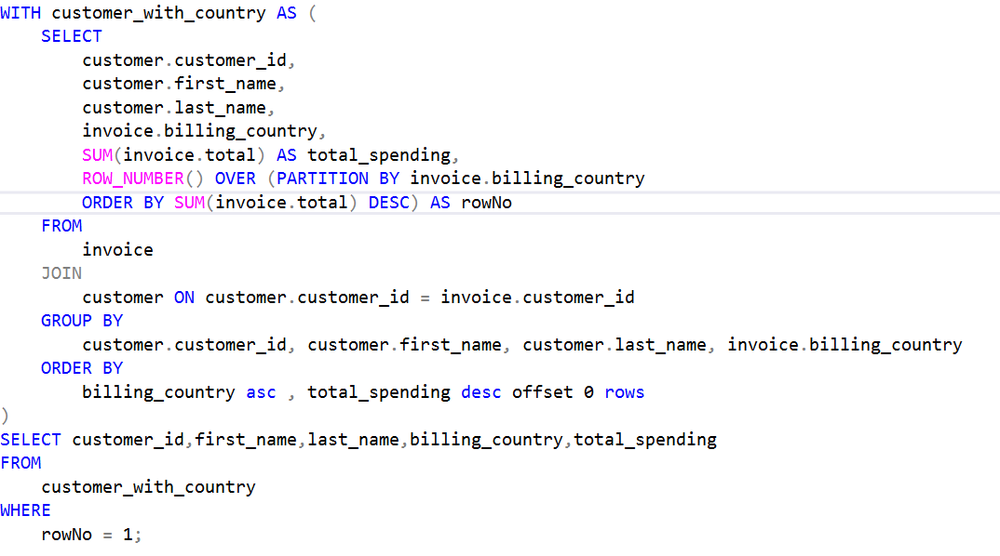 WITH customer_with_country AS (
    SELECT
        customer.customer_id,
        customer.first_name,
        customer.last_name,
        invoice.billing_country,
        SUM(invoice.total) AS total_spending,
        ROW_NUMBER() OVER (PARTITION BY invoice.billing_country
        ORDER BY SUM(invoice.total) DESC) AS rowNo
    FROM
        invoice
    JOIN
        customer ON customer.customer_id = invoice.customer_id
    GROUP BY
        customer.customer_id, customer.first_name, customer.last_name, invoice.billing_country
    ORDER BY
        billing_country asc , total_spending desc offset 0 rows
)
SELECT customer_id,first_name,last_name,billing_country,total_spending
FROM
    customer_with_country
WHERE
    rowNo = 1;